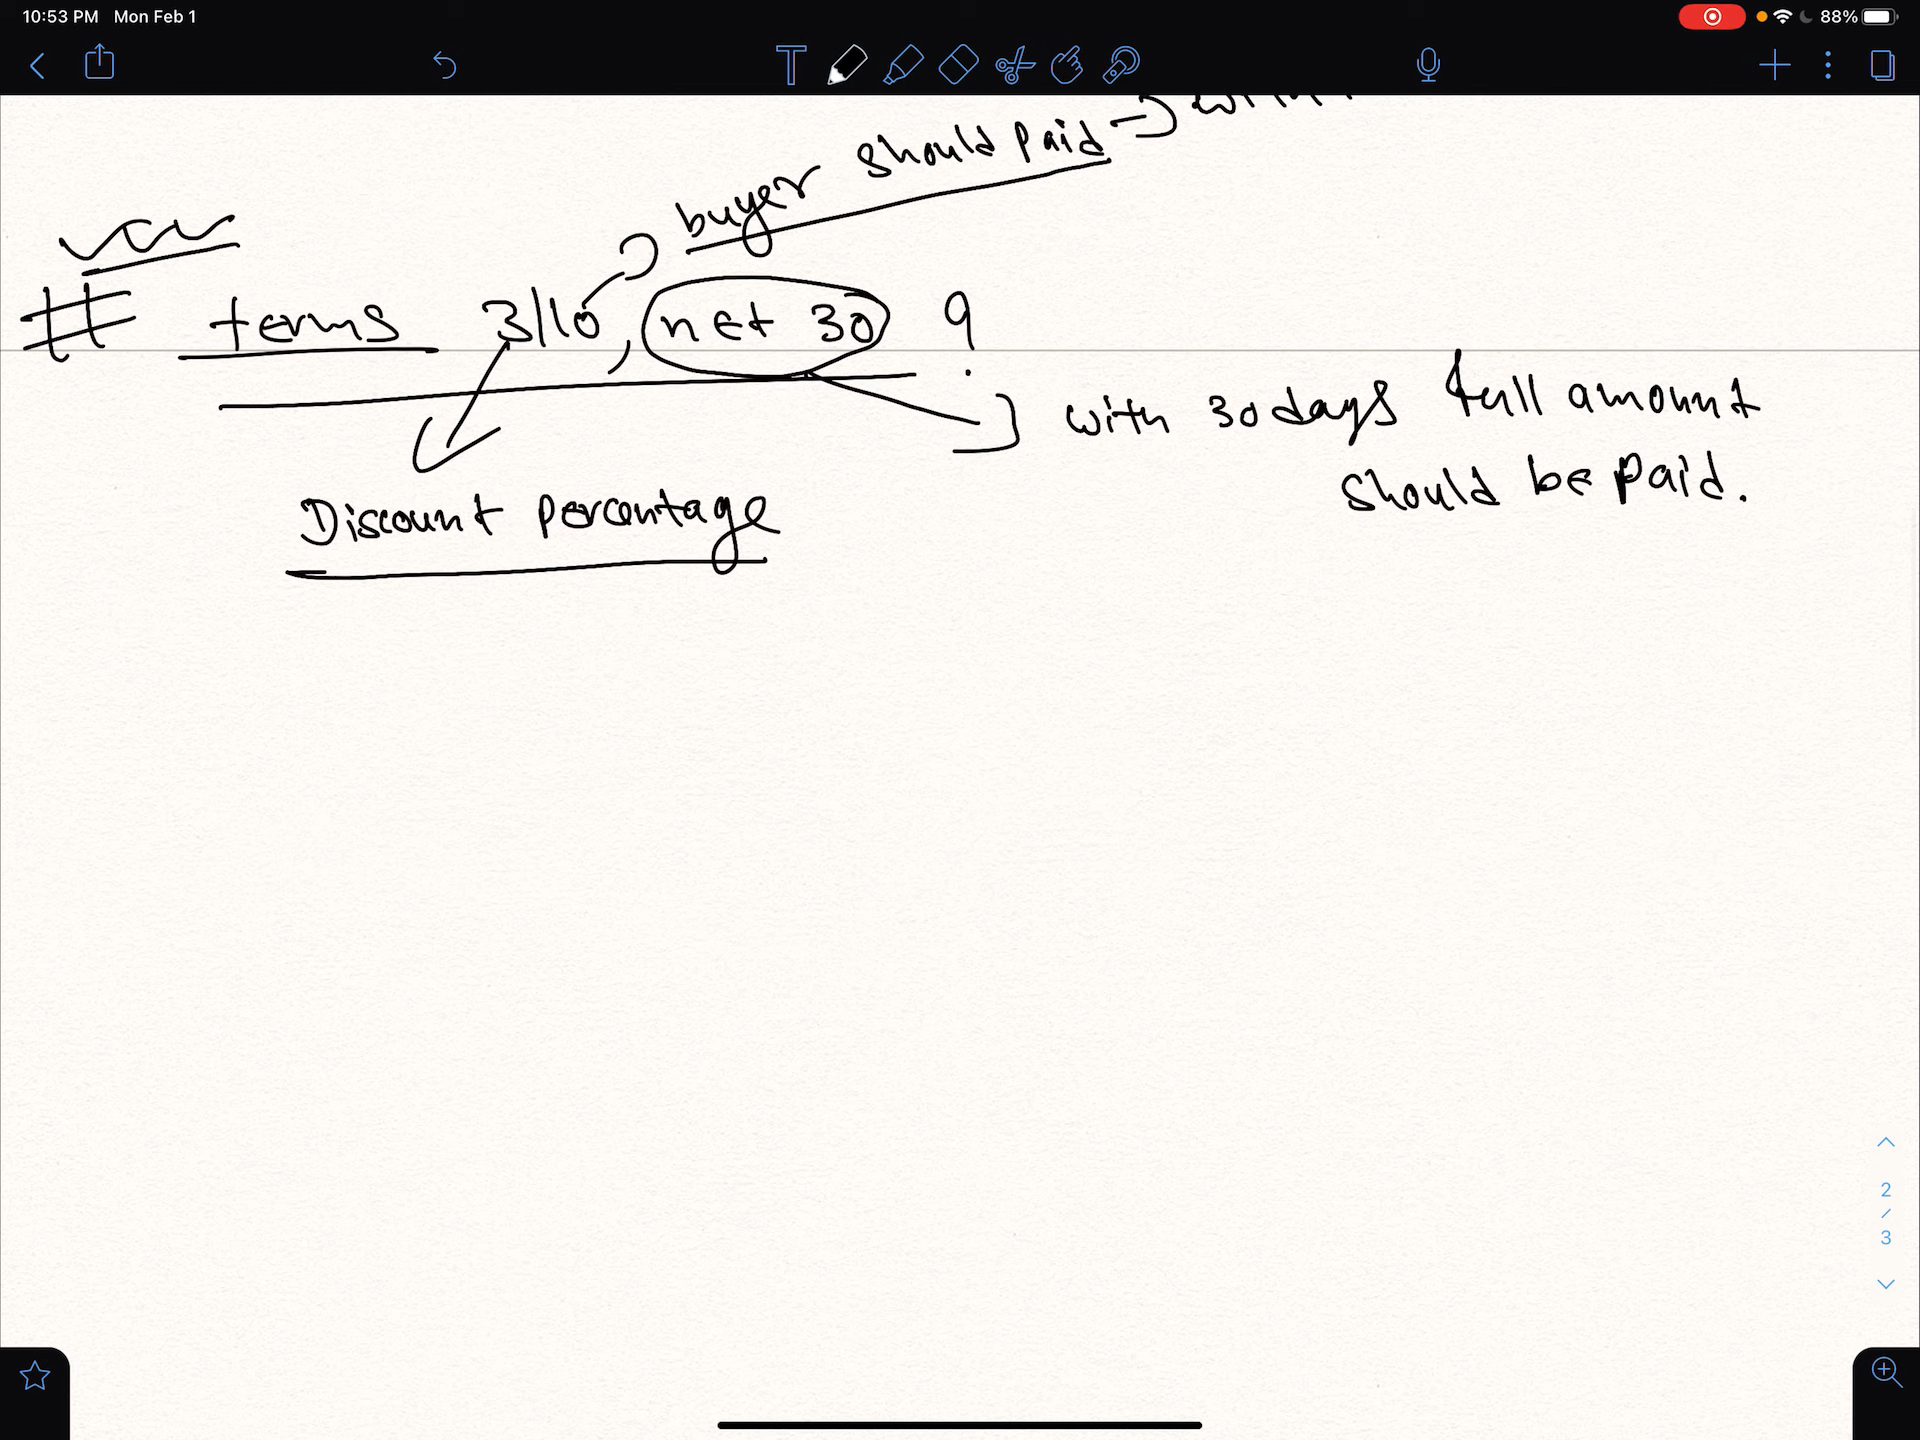 10:53 PM Mon Feb 1
88%
buyer should paid
# terms 3/10, net 30 ?
with 30 days full amount
should be paid.
Discount percentage
2
/
3